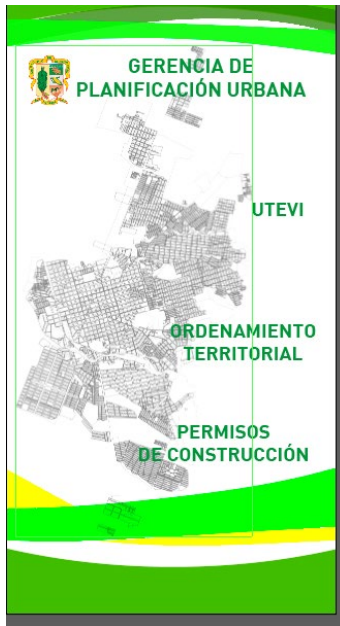 GERENCIA DE
PLANIFICACIÓN URBANA
UTEVI
ORDENAMIENTO
TERRITORIAL
PERMISOS
DE CONSTRUCCIÓN